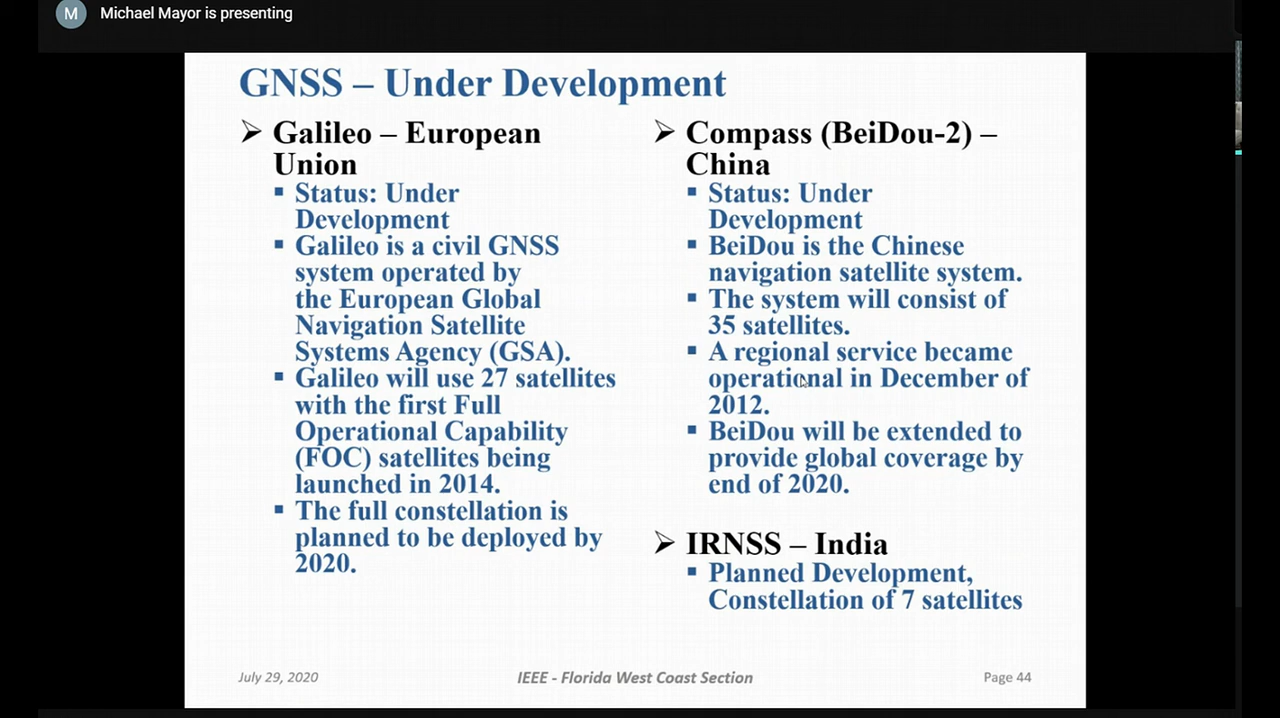 M
Michael Mayor is presenting
GNSS – Under Development
➢ Galileo – European
Union
▪ Status: Under
Development
▪ Galileo is a civil GNSS
system operated by
the European Global
Navigation Satellite
Systems Agency (GSA).
▪ Galileo will use 27 satellites
with the first Full
Operational Capability
(FOC) satellites being
launched in 2014.
▪ The full constellation is
planned to be deployed by
2020.
➢ Compass (BeiDou-2) –
China
▪ Status: Under
Development
▪ BeiDou is the Chinese
navigation satellite system.
▪ The system will consist of
35 satellites.
▪ A regional service became
operational in December of
2012.
▪ BeiDou will be extended to
provide global coverage by
end of 2020.
➢ IRNSS – India
▪ Planned Development,
Constellation of 7 satellites
July 29, 2020
IEEE - Florida West Coast Section
Page 44